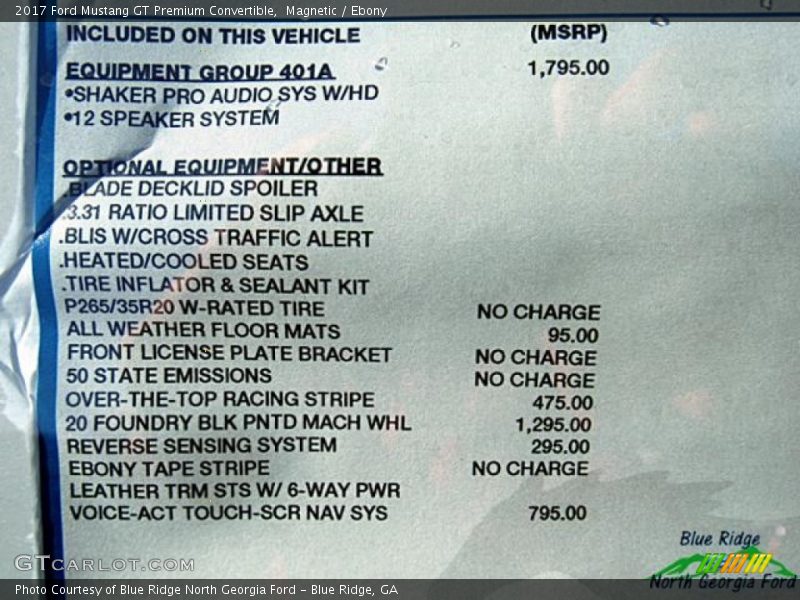 2017 Ford Mustang GT Premium Convertible, Magnetic / Ebony
INCLUDED ON THIS VEHICLE (MSRP)
EQUIPMENT GROUP 401A 1,795.00
•SHAKER PRO AUDIO SYS W/HD
•12 SPEAKER SYSTEM
OPTIONAL EQUIPMENT/OTHER
.BLADE DECKLID SPOILER
.3.31 RATIO LIMITED SLIP AXLE
.BLIS W/CROSS TRAFFIC ALERT
.HEATED/COOLED SEATS
.TIRE INFLATOR & SEALANT KIT
P265/35R20 W-RATED TIRE NO CHARGE
ALL WEATHER FLOOR MATS 95.00
FRONT LICENSE PLATE BRACKET NO CHARGE
50 STATE EMISSIONS NO CHARGE
OVER-THE-TOP RACING STRIPE 475.00
20 FOUNDRY BLK PNTD MACH WHL 1,295.00
REVERSE SENSING SYSTEM 295.00
EBONY TAPE STRIPE NO CHARGE
LEATHER TRM STS W/ 6-WAY PWR
VOICE-ACT TOUCH-SCR NAV SYS 795.00
Blue Ridge
North Georgia Ford
GTCARLOT.COM
Photo Courtesy of Blue Ridge North Georgia Ford - Blue Ridge, GA